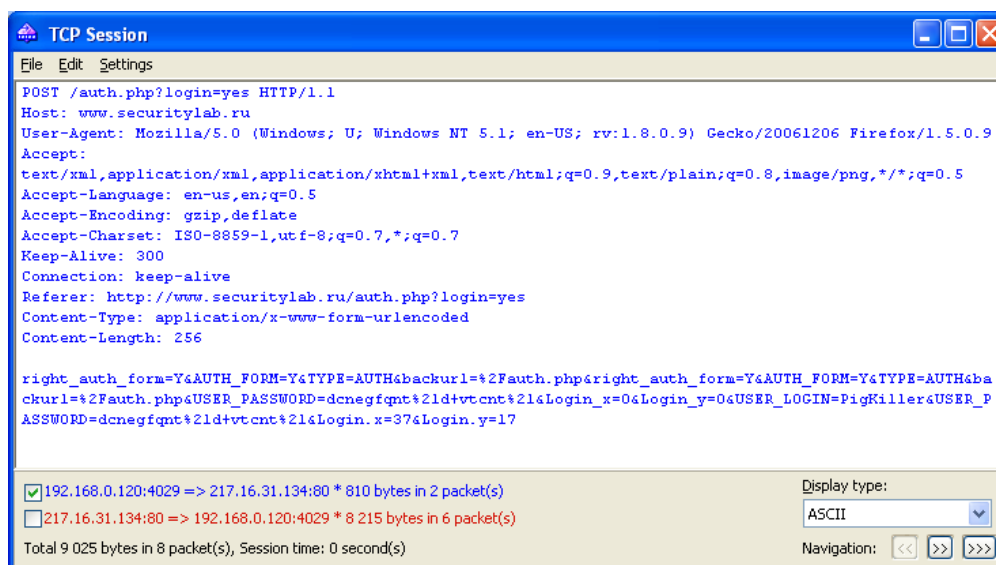 TCP Session
File Edit Settings
POST /auth.php?login=yes HTTP/1.1
Host: www.securitylab.ru
User-Agent: Mozilla/5.0 (Windows; U; Windows NT 5.1; en-US; rv:1.8.0.9) Gecko/20061206 Firefox/1.5.0.9
Accept:
text/xml,application/xml,application/xhtml+xml,text/html;q=0.9,text/plain;q=0.8,image/png,*/*;q=0.5
Accept-Language: en-us,en;q=0.5
Accept-Encoding: gzip,deflate
Accept-Charset: ISO-8859-1,utf-8;q=0.7,*;q=0.7
Keep-Alive: 300
Connection: keep-alive
Referer: http://www.securitylab.ru/auth.php?login=yes
Content-Type: application/x-www-form-urlencoded
Content-Length: 256
right_auth_form=Y&AUTH_FORM=Y&TYPE=AUTH&backurl=%2Fauth.php&right_auth_form=Y&AUTH_FORM=Y&TYPE=AUTH&ba
ckurl=%2Fauth.php&USER_PASSWORD=dcnegfqnt%21d+vtcnt%21&Login_x=0&Login_y=0&USER_LOGIN=PigKiller&USER_P
ASSWORD=dcnegfqnt%21d+vtcnt%21&Login.x=37&Login.y=17
192.168.0.120:4029 => 217.16.31.134:80 * 810 bytes in 2 packet(s)
217.16.31.134:80 => 192.168.0.120:4029 * 8 215 bytes in 6 packet(s)
Total 9 025 bytes in 8 packet(s), Session time: 0 second(s)
Display type:
ASCII
Navigation: << >> >>>